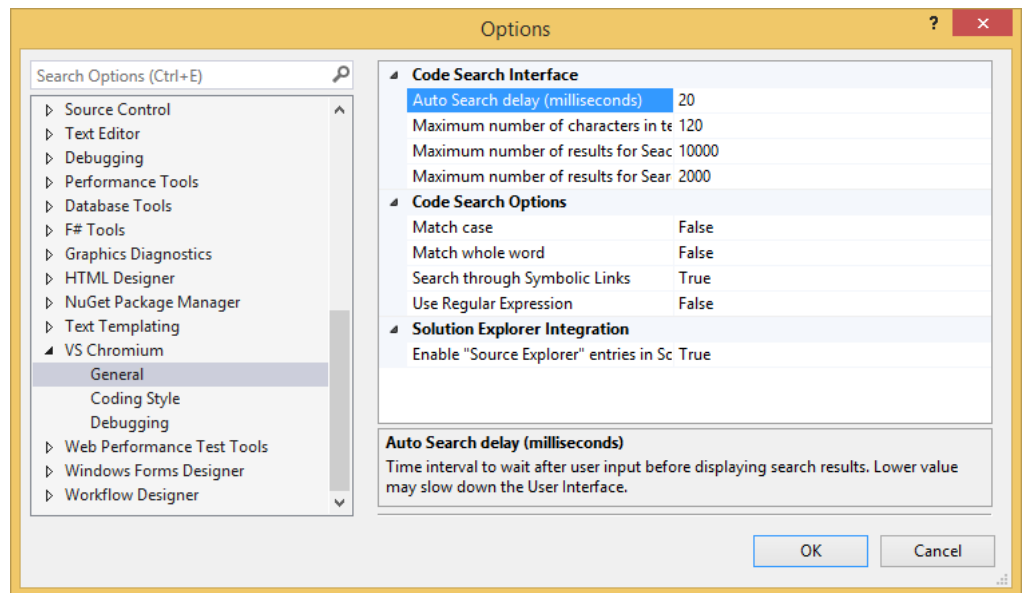 Options
?
Search Options (Ctrl+E)
Source Control
Text Editor
Debugging
Performance Tools
Database Tools
F# Tools
Graphics Diagnostics
HTML Designer
NuGet Package Manager
Text Templating
VS Chromium
General
Coding Style
Debugging
Web Performance Test Tools
Windows Forms Designer
Workflow Designer
Code Search Interface
Auto Search delay (milliseconds) 20
Maximum number of characters in te 120
Maximum number of results for Seac 10000
Maximum number of results for Sear 2000
Code Search Options
Match case False
Match whole word False
Search through Symbolic Links True
Use Regular Expression False
Solution Explorer Integration
Enable "Source Explorer" entries in Sc True
Auto Search delay (milliseconds)
Time interval to wait after user input before displaying search results. Lower value
may slow down the User Interface.
OK Cancel